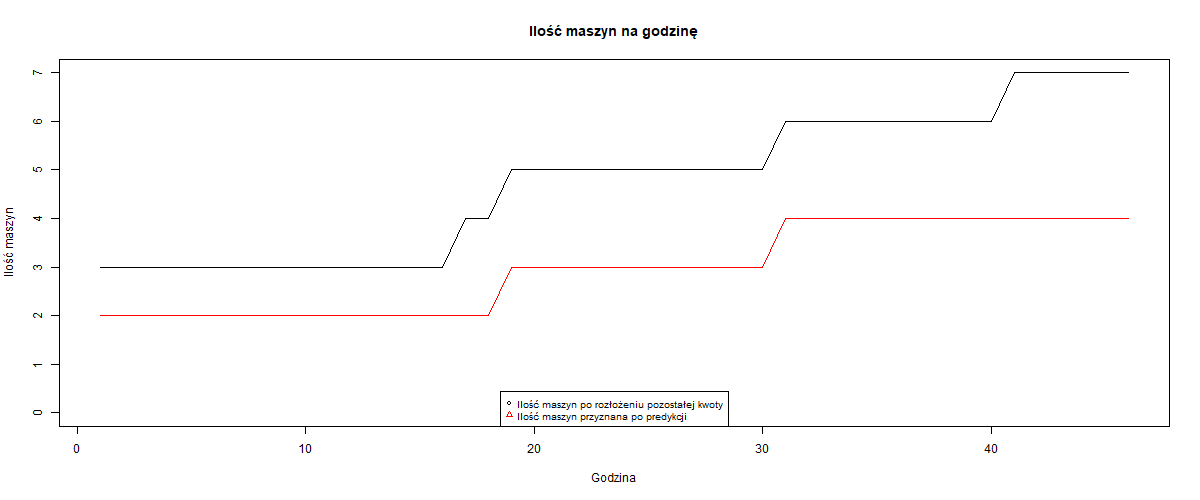 Ilość maszyn na godzinę
Ilość maszyn
7
6
5
4
3
2
1
0
Ilość maszyn po rozłożeniu pozostałej kwoty
Ilość maszyn przyznana po predykcji
0 10 20 30 40
Godzina